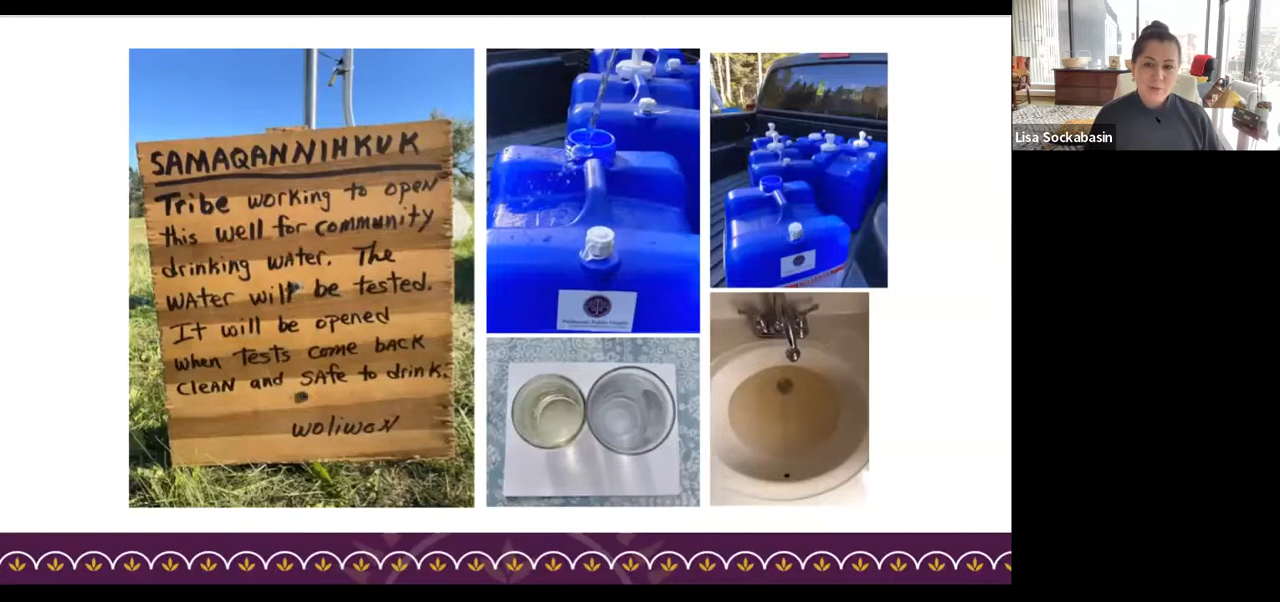 SAMAQANNIHKUK
Tribe working to open
this well for community
drinking water. The
water will be tested.
It will be opened
when tests come back
clean and safe to drink.
woliwon
Lisa Sockabasin